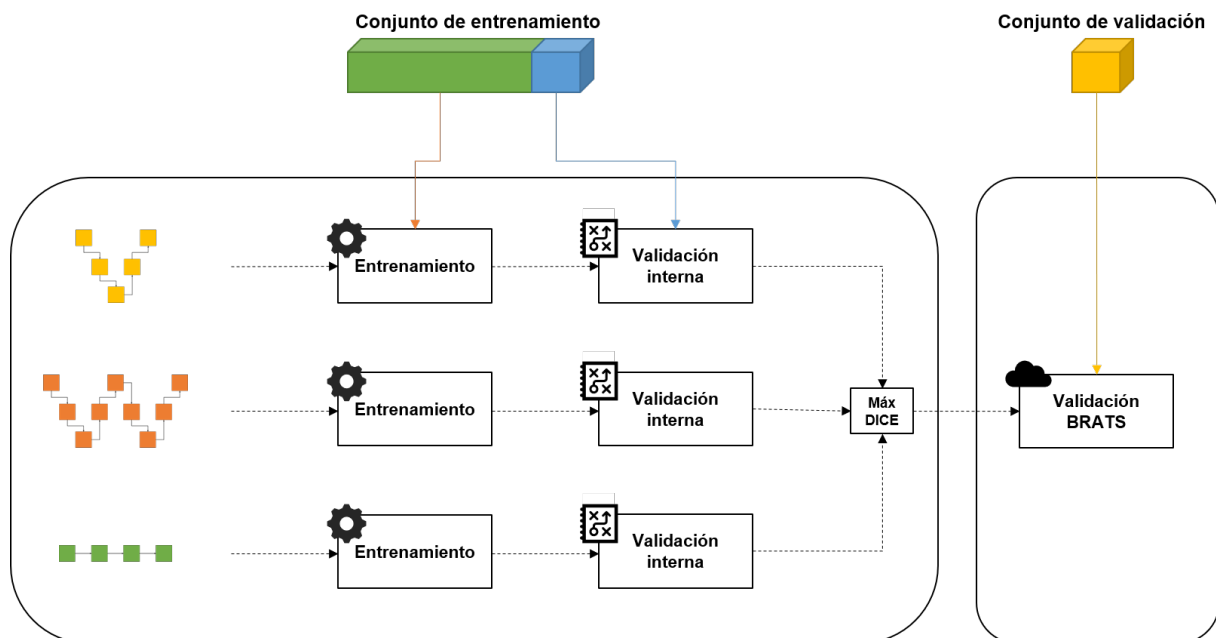 Conjunto de entrenamiento
Conjunto de validación
Entrenamiento
Validación
interna
Entrenamiento
Validación
interna
Máx
DICE
Validación
BRATS
Entrenamiento
Validación
interna